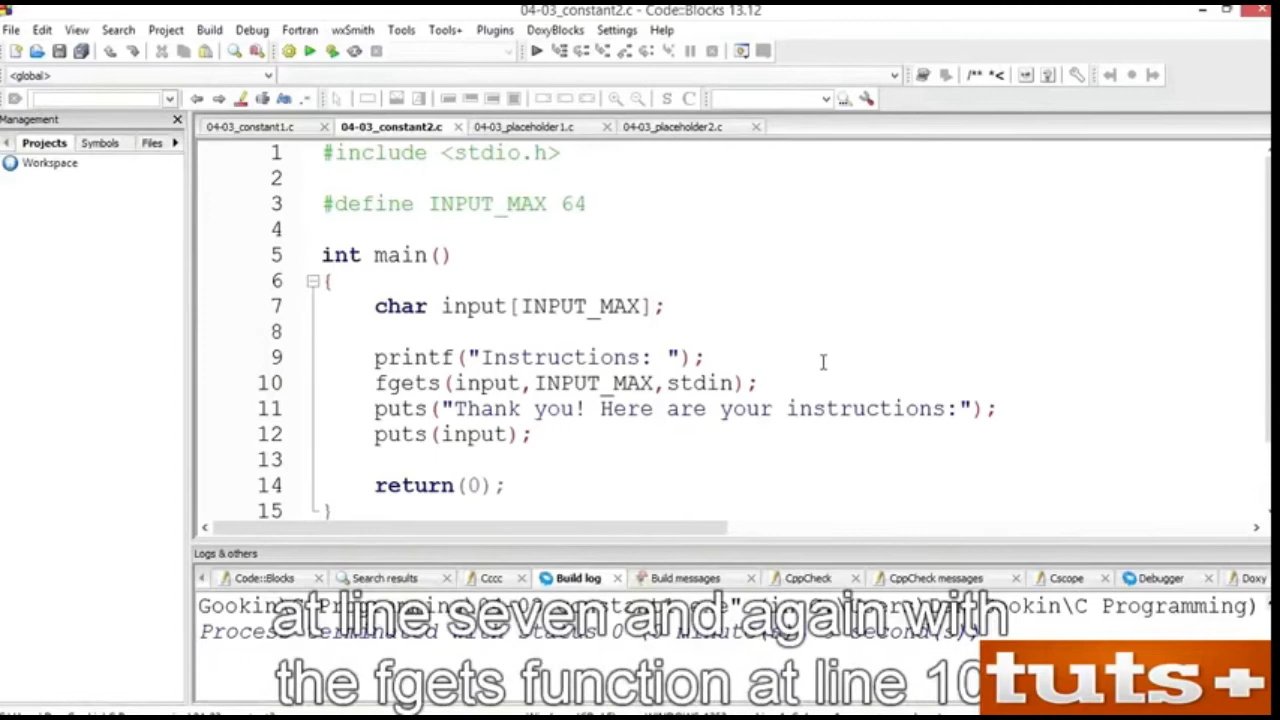 04-03_constant2.c - Code::Blocks 13.12
File Edit View Search Project Build Debug Fortran wxSmith Tools Tools+ Plugins DoxyBlocks Settings Help
<global>
/** *<
S C
Management
04-03_constant1.c 04-03_constant2.c 04-03_placeholder1.c 04-03_placeholder2.c
Projects Symbols Files
Workspace
1 #include <stdio.h>
2
3 #define INPUT_MAX 64
4
5 int main()
6 {
7 char input[INPUT_MAX];
8
9 printf("Instructions: ");
10 fgets(input,INPUT_MAX,stdin);
11 puts("Thank you! Here are your instructions:");
12 puts(input);
13
14 return(0);
15 }
Logs & others
Code::Blocks Search results Cccc Build log Build messages CppCheck CppCheck messages Cscope Debugger Doxy
at line seven and again with
Process terminated with status 0
the fgets function at line 10
tuts+